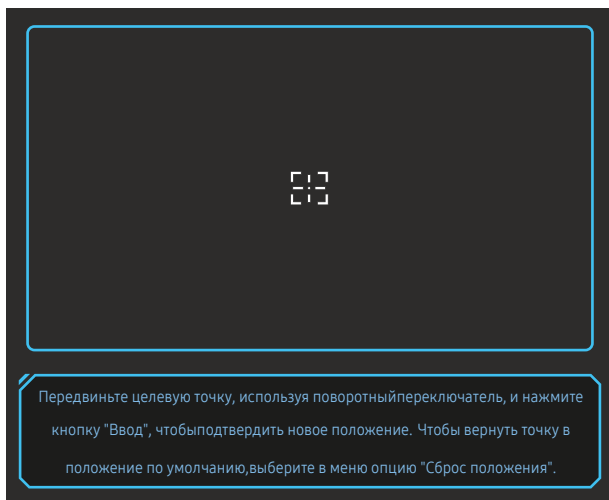 Передвиньте целевую точку, используя поворотныйпереключатель, и нажмите
кнопку "Ввод", чтобыподтвердить новое положение. Чтобы вернуть точку в
положение по умолчанию,выберите в меню опцию "Сброс положения".